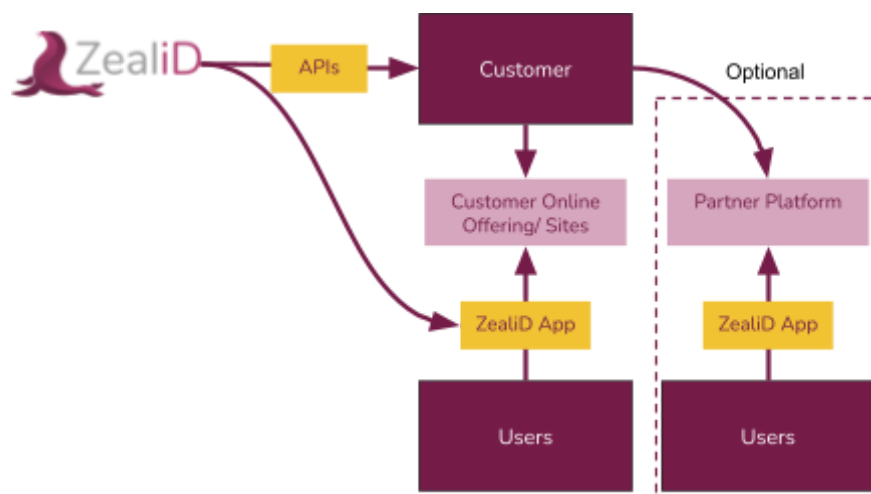 ZealiD
APIs
Customer
Optional
Customer Online
Offering/ Sites
Partner Platform
ZealiD App
ZealiD App
Users
Users